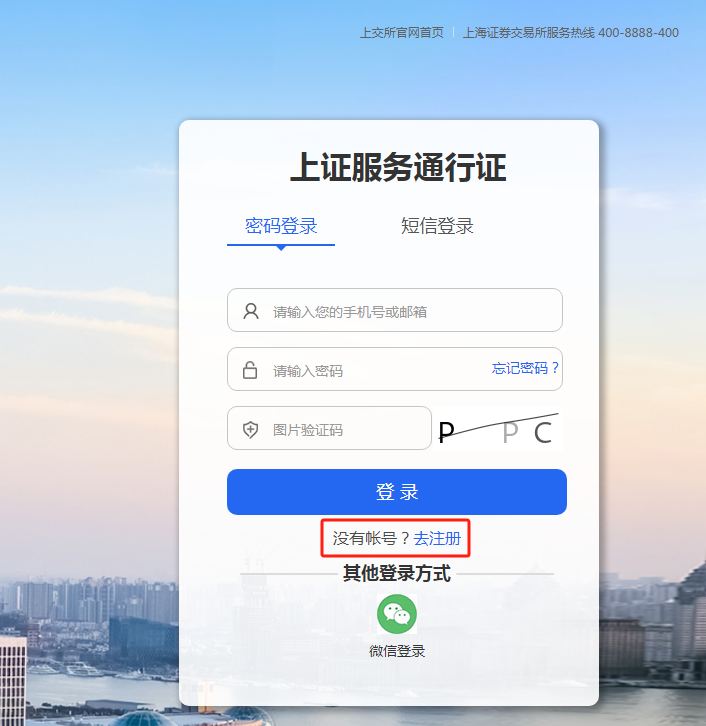 上交所官网首页 | 上海证券交易所服务热线 400-8888-400
上证服务通行证
密码登录 短信登录
请输入您的手机号或邮箱
请输入密码 忘记密码？
图片验证码 P P C
登 录
没有帐号？去注册
其他登录方式
微信登录